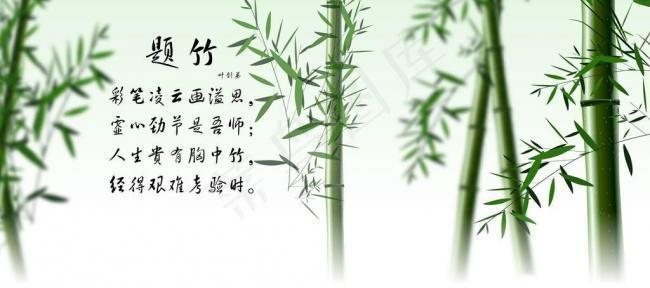 题竹
叶剑英
彩笔凌云画溢思，
虚心劲节是吾师；
人生贵有胸中竹，
经得艰难考验时。